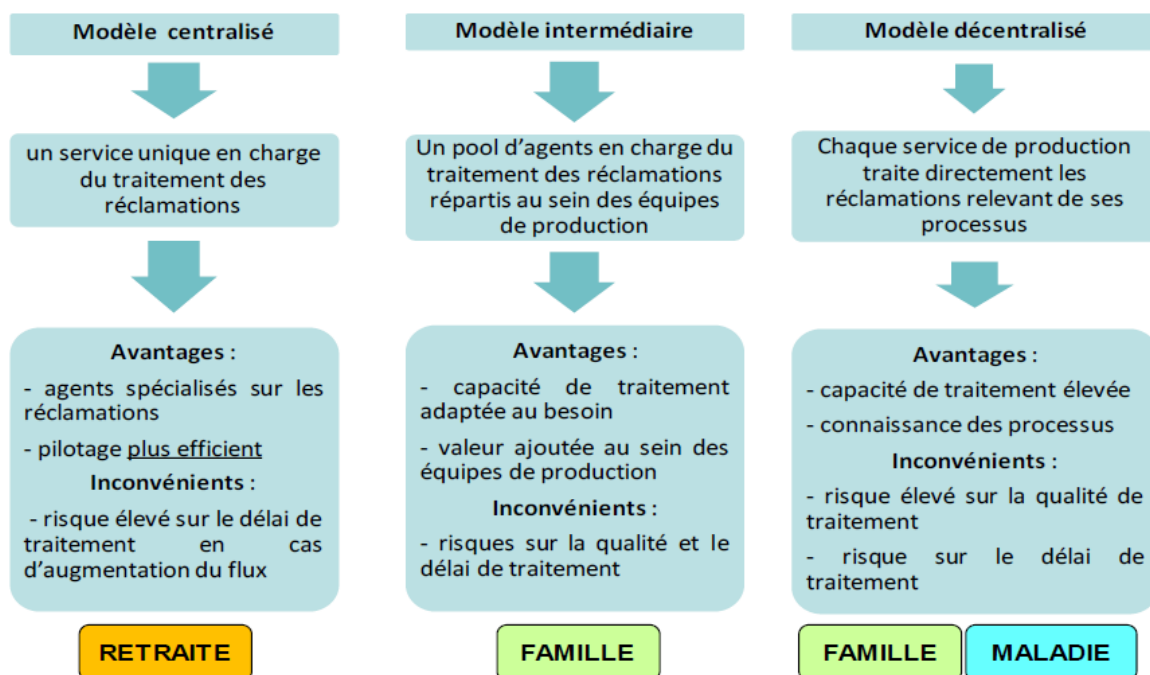 Modèle centralisé
un service unique en charge
du traitement des
réclamations
Avantages :
- agents spécialisés sur les
réclamations
- pilotage plus efficient
Inconvénients :
- risque élevé sur le délai de
traitement en cas
d’augmentation du flux
RETRAITE
Modèle intermédiaire
Un pool d’agents en charge du
traitement des réclamations
répartis au sein des équipes
de production
Avantages :
- capacité de traitement
adaptée au besoin
- valeur ajoutée au sein des
équipes de production
Inconvénients :
- risques sur la qualité et le
délai de traitement
FAMILLE
Modèle décentralisé
Chaque service de production
traite directement les
réclamations relevant de ses
processus
Avantages :
- capacité de traitement élevée
- connaissance des processus
Inconvénients :
- risque élevé sur la qualité de
traitement
- risque sur le délai de
traitement
FAMILLE
MALADIE